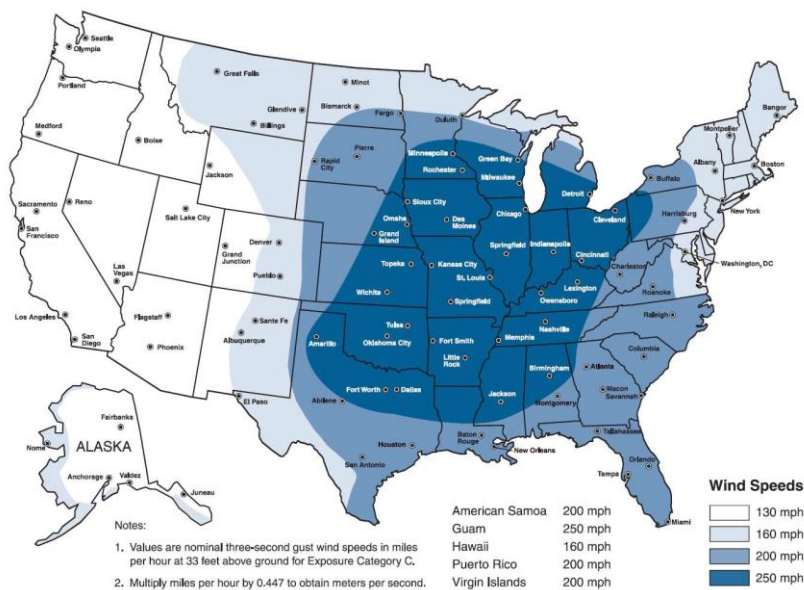 Seattle
Olympia
Portland
Great Falls
Minot
Glendive
Bismarck
Fargo
Duluth
Bangor
Medford
Boise
Billings
Montpelier
Minneapolis
Green Bay
Pierre
Rapid City
Jackson
Rochester
Milwaukee
Albany
Boston
Buffalo
Detroit
Sacramento
Reno
Salt Lake City
Sioux City
Chicago
Cleveland
New York
Harrisburg
San Francisco
Omaha
Des Moines
Grand Island
Denver
Grand Junction
Springfield
Indianapolis
Cincinnati
Washington, DC
Pueblo
Topeka
Kansas City
St. Louis
Charleston
Las Vegas
Wichita
Lexington
Roanoke
Springfield
Owensboro
Raleigh
Los Angeles
Flagstaff
Santa Fe
Tulsa
Nashville
San Diego
Phoenix
Albuquerque
Amarillo
Oklahoma City
Fort Smith
Memphis
Columbia
Little Rock
Birmingham
Atlanta
El Paso
Fort Worth
Dallas
Jackson
Macon
Savannah
Abilene
Montgomery
Fairbanks
Nome
ALASKA
Houston
Baton Rouge
New Orleans
Tallahassee
San Antonio
Orlando
Tampa
Anchorage
Valdez
Juneau
Miami
Notes:
1. Values are nominal three-second gust wind speeds in miles
per hour at 33 feet above ground for Exposure Category C.
2. Multiply miles per hour by 0.447 to obtain meters per second.
American Samoa 200 mph
Guam 250 mph
Hawaii 160 mph
Puerto Rico 200 mph
Virgin Islands 200 mph
Wind Speeds
130 mph
160 mph
200 mph
250 mph